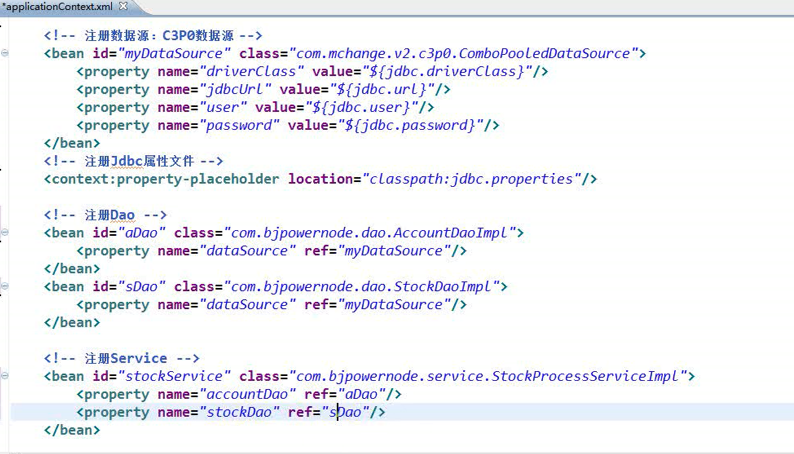 *applicationContext.xml
<!-- 注册数据源：C3P0数据源 -->
<bean id="myDataSource" class="com.mchange.v2.c3p0.ComboPooledDataSource">
<property name="driverClass" value="${jdbc.driverClass}"/>
<property name="jdbcUrl" value="${jdbc.url}"/>
<property name="user" value="${jdbc.user}"/>
<property name="password" value="${jdbc.password}"/>
</bean>
<!-- 注册Jdbc属性文件 -->
<context:property-placeholder location="classpath:jdbc.properties"/>
<!-- 注册Dao -->
<bean id="aDao" class="com.bjpowernode.dao.AccountDaoImpl">
<property name="dataSource" ref="myDataSource"/>
</bean>
<bean id="sDao" class="com.bjpowernode.dao.StockDaoImpl">
<property name="dataSource" ref="myDataSource"/>
</bean>
<!-- 注册Service -->
<bean id="stockService" class="com.bjpowernode.service.StockProcessServiceImpl">
<property name="accountDao" ref="aDao"/>
<property name="stockDao" ref="sDao"/>
</bean>